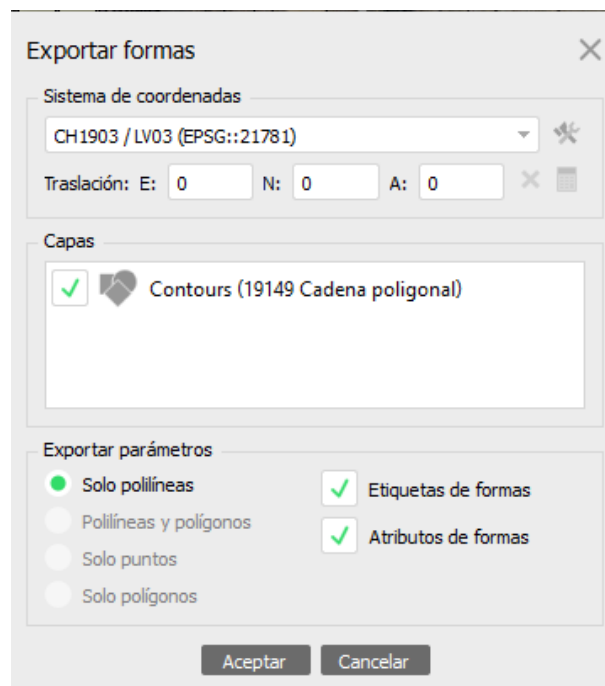 Exportar formas
Sistema de coordenadas
CH1903 / LV03 (EPSG::21781)
Traslación: E: 0 N: 0 A: 0
Capas
Contours (19149 Cadena poligonal)
Exportar parámetros
Solo polilíneas
Etiquetas de formas
Polilíneas y polígonos
Atributos de formas
Solo puntos
Solo polígonos
Aceptar Cancelar